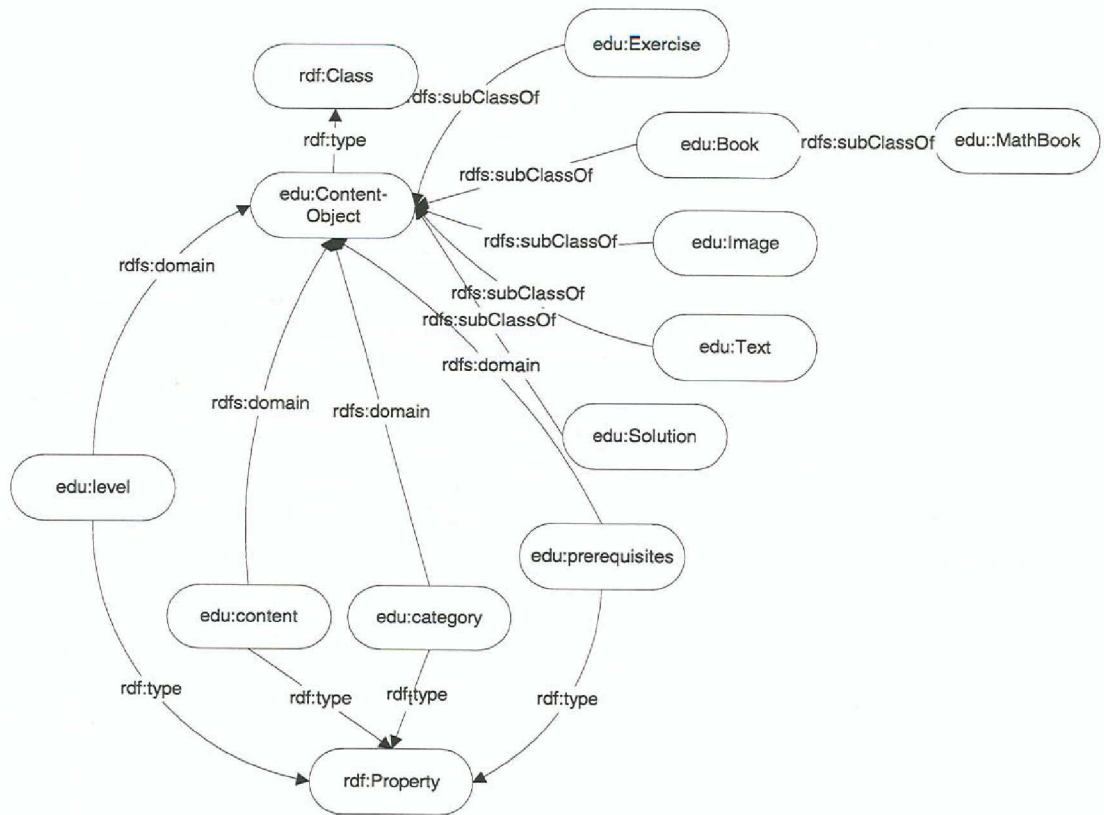 edu:Exercise
rdf:Class
rdfs:subClassOf
rdf:type
edu:Book
rdfs:subClassOf
edu::MathBook
rdfs:subClassOf
edu:Content-
Object
edu:Image
rdfs:subClassOf
rdfs:domain
rdfs:subClassOf
rdfs:subClassOf
edu:Text
rdfs:domain
rdfs:domain
rdfs:domain
edu:Solution
edu:level
edu:prerequisites
edu:content
edu:category
rdf:type
rdf:type
rdf:type
rdf:type
rdf:Property